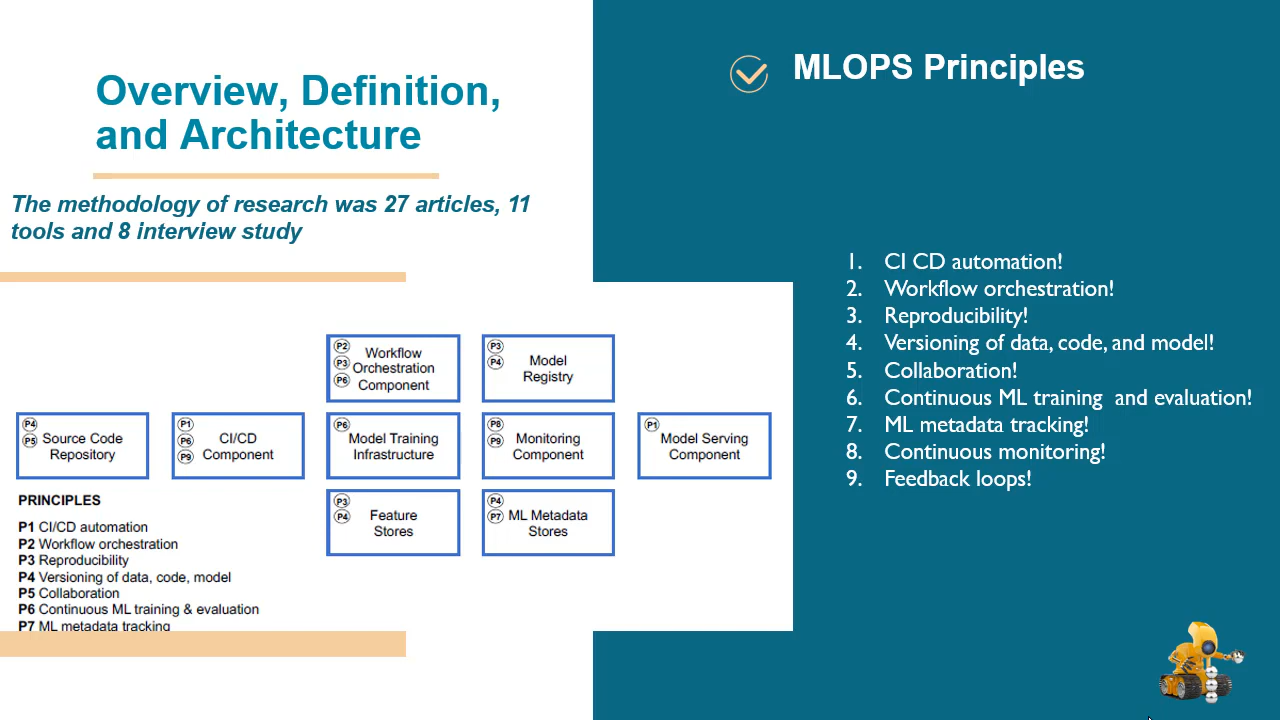 Overview, Definition,
and Architecture
The methodology of research was 27 articles, 11
tools and 8 interview study
MLOPS Principles
1. CI CD automation!
2. Workflow orchestration!
3. Reproducibility!
4. Versioning of data, code, and model!
5. Collaboration!
6. Continuous ML training and evaluation!
7. ML metadata tracking!
8. Continuous monitoring!
9. Feedback loops!
P2
P3
P6
Workflow
Orchestration
Component
P3
P4
Model
Registry
P4
P5
Source Code
Repository
P1
P6
P9
CI/CD
Component
P6
Model Training
Infrastructure
P8
P9
Monitoring
Component
P1
Model Serving
Component
P3
P4
Feature
Stores
P4
P7
ML Metadata
Stores
PRINCIPLES
P1 CI/CD automation
P2 Workflow orchestration
P3 Reproducibility
P4 Versioning of data, code, model
P5 Collaboration
P6 Continuous ML training & evaluation
P7 ML metadata tracking